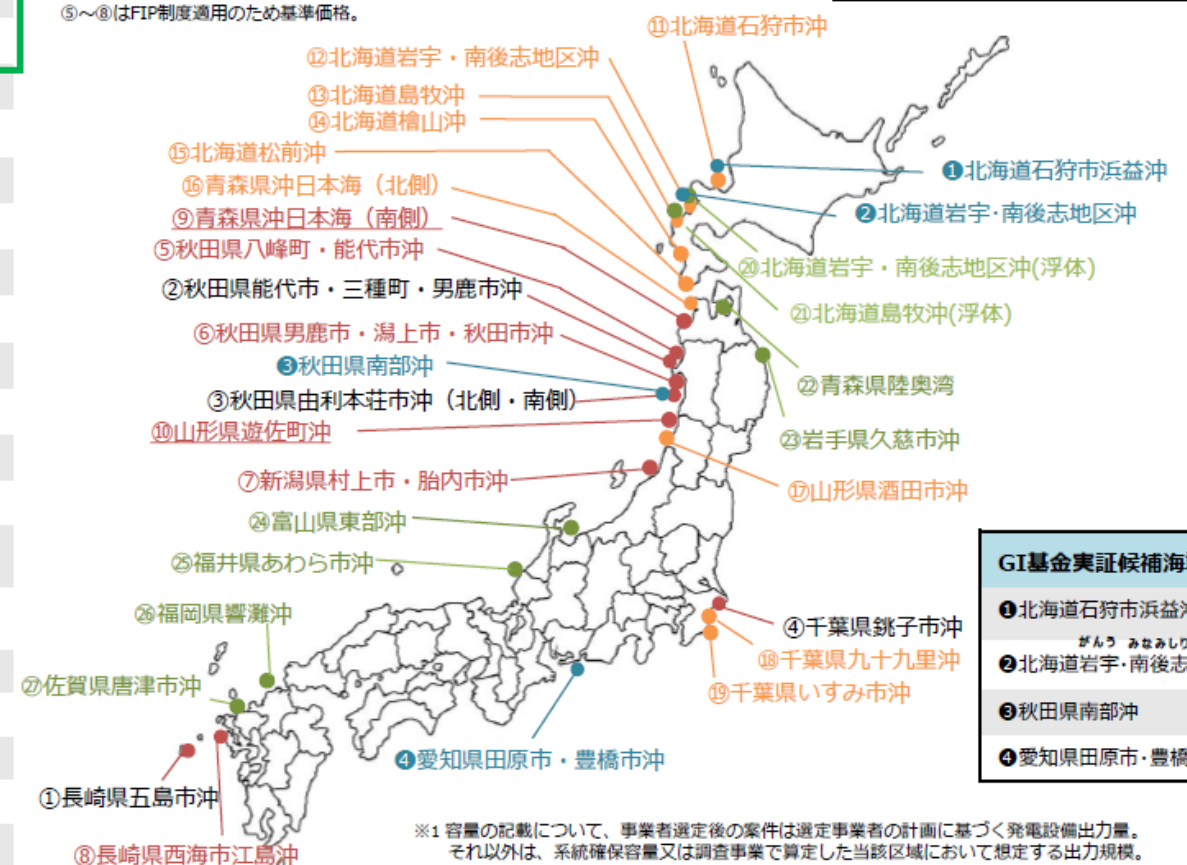 ⑤～⑧はFIP制度適用のため基準価格。
⑪北海道石狩市沖
⑫北海道岩宇・南後志地区沖
⑬北海道島牧沖
⑭北海道檜山沖
⑮北海道松前沖
⑯青森県沖日本海（北側）
⑨青森県沖日本海（南側）
⑤秋田県八峰町・能代市沖
②秋田県能代市・三種町・男鹿市沖
⑥秋田県男鹿市・潟上市・秋田市沖
❸秋田県南部沖
③秋田県由利本荘市沖（北側・南側）
⑩山形県遊佐町沖
⑦新潟県村上市・胎内市沖
㉔富山県東部沖
㉕福井県あわら市沖
㉖福岡県響灘沖
㉗佐賀県唐津市沖
①長崎県五島市沖
⑧長崎県西海市江島沖
❶北海道石狩市浜益沖
❷北海道岩宇･南後志地区沖
⑳北海道岩宇・南後志地区沖(浮体)
㉑北海道島牧沖(浮体)
㉒青森県陸奥湾
㉓岩手県久慈市沖
⑰山形県酒田市沖
④千葉県銚子市沖
⑱千葉県九十九里沖
⑲千葉県いすみ市沖
❹愛知県田原市・豊橋市沖
GI基金実証候補海
❶北海道石狩市浜益
がんう みなみしり
❷北海道岩宇･南後志
❸秋田県南部沖
❹愛知県田原市･豊橋
※1 容量の記載について、事業者選定後の案件は選定事業者の計画に基づく発電設備出力量。
それ以外は、系統確保容量又は調査事業で算定した当該区域において想定する出力規模。